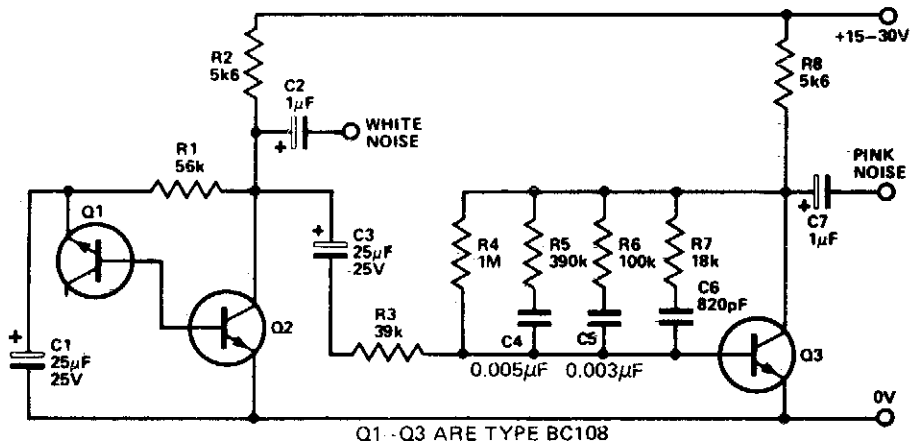 +15–30V
R2
5k6
C2
1µF
+
WHITE
NOISE
R8
5k6
R1
56k
PINK
NOISE
Q1
+
C3
25µF
25V
R4
1M
R5
390k
R6
100k
R7
18k
C6
820pF
+
C7
1µF
+
C1
25µF
25V
Q2
R3
39k
C4
0.005µF
C5
0.003µF
Q3
0V
Q1–Q3 ARE TYPE BC108